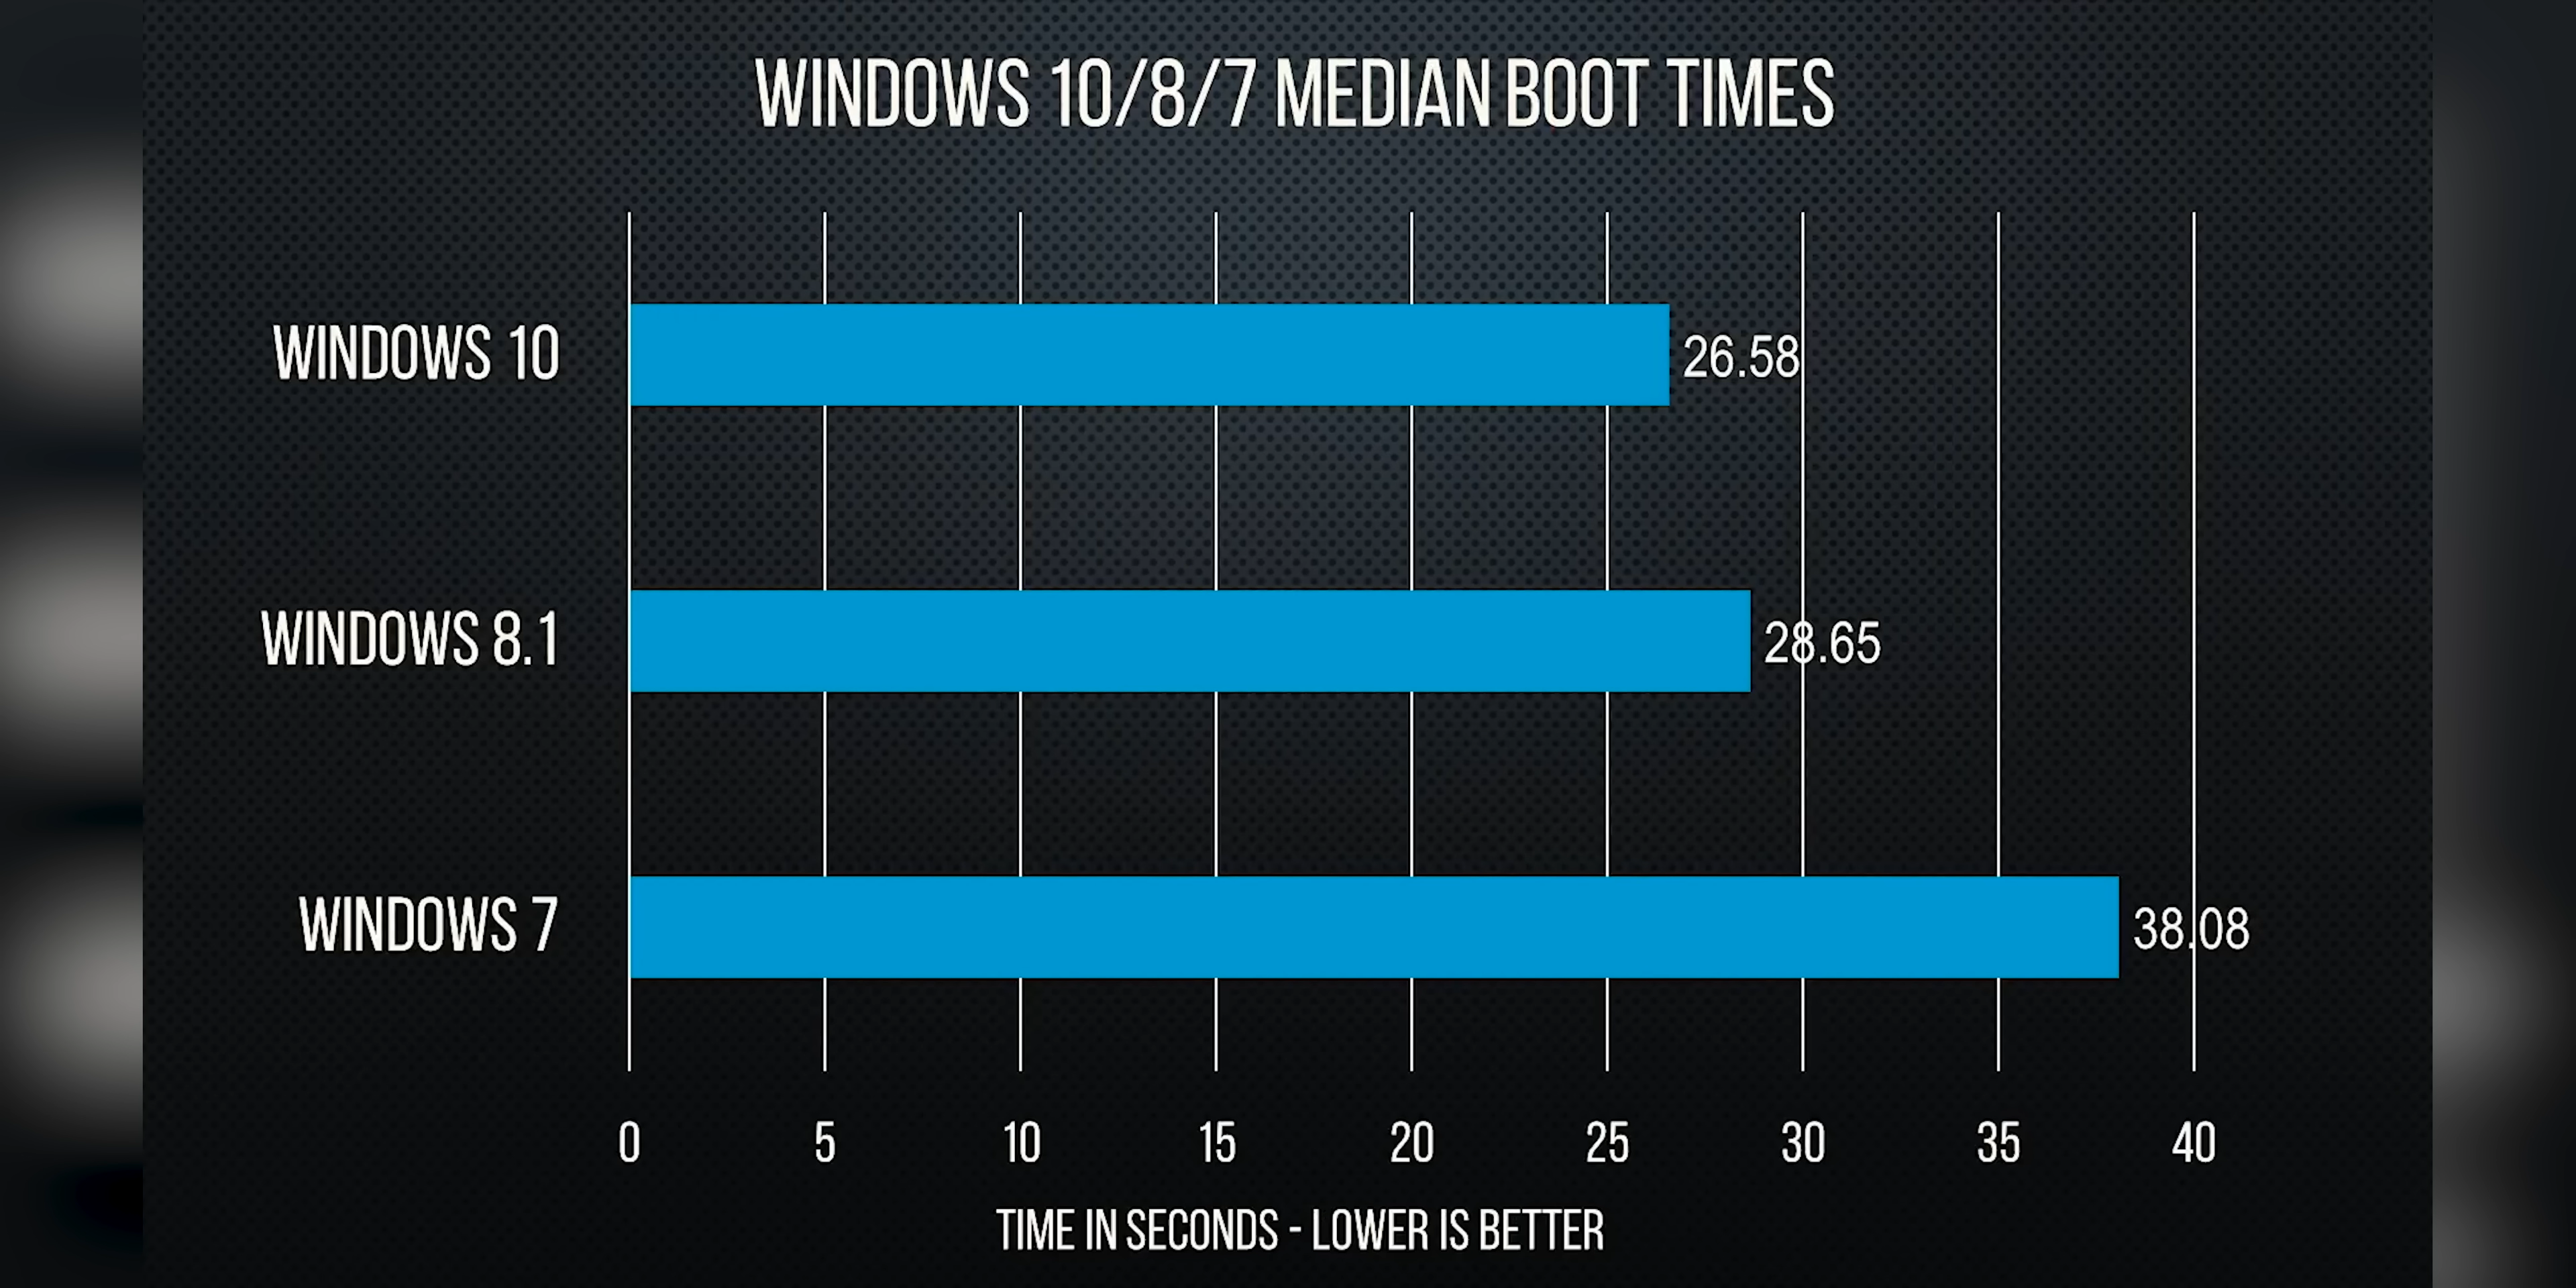 WINDOWS 10/8/7 MEDIAN BOOT TIMES
WINDOWS 10
26.58
WINDOWS 8.1
28.65
WINDOWS 7
38.08
0 5 10 15 20 25 30 35 40
TIME IN SECONDS - LOWER IS BETTER